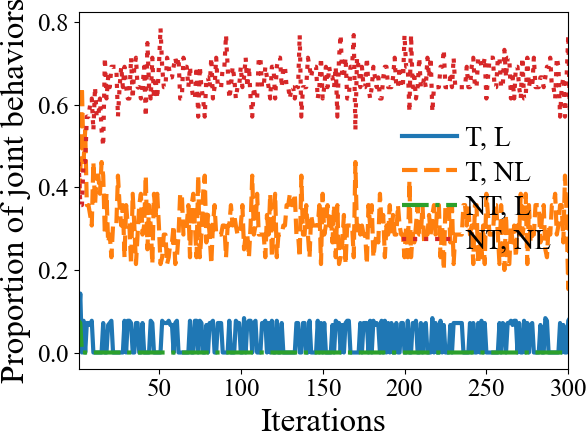 Proportion of joint behaviors
0.8
0.6
0.4
0.2
0.0
T, L
T, NL
NT, L
NT, NL
50
100
150
200
250
300
Iterations